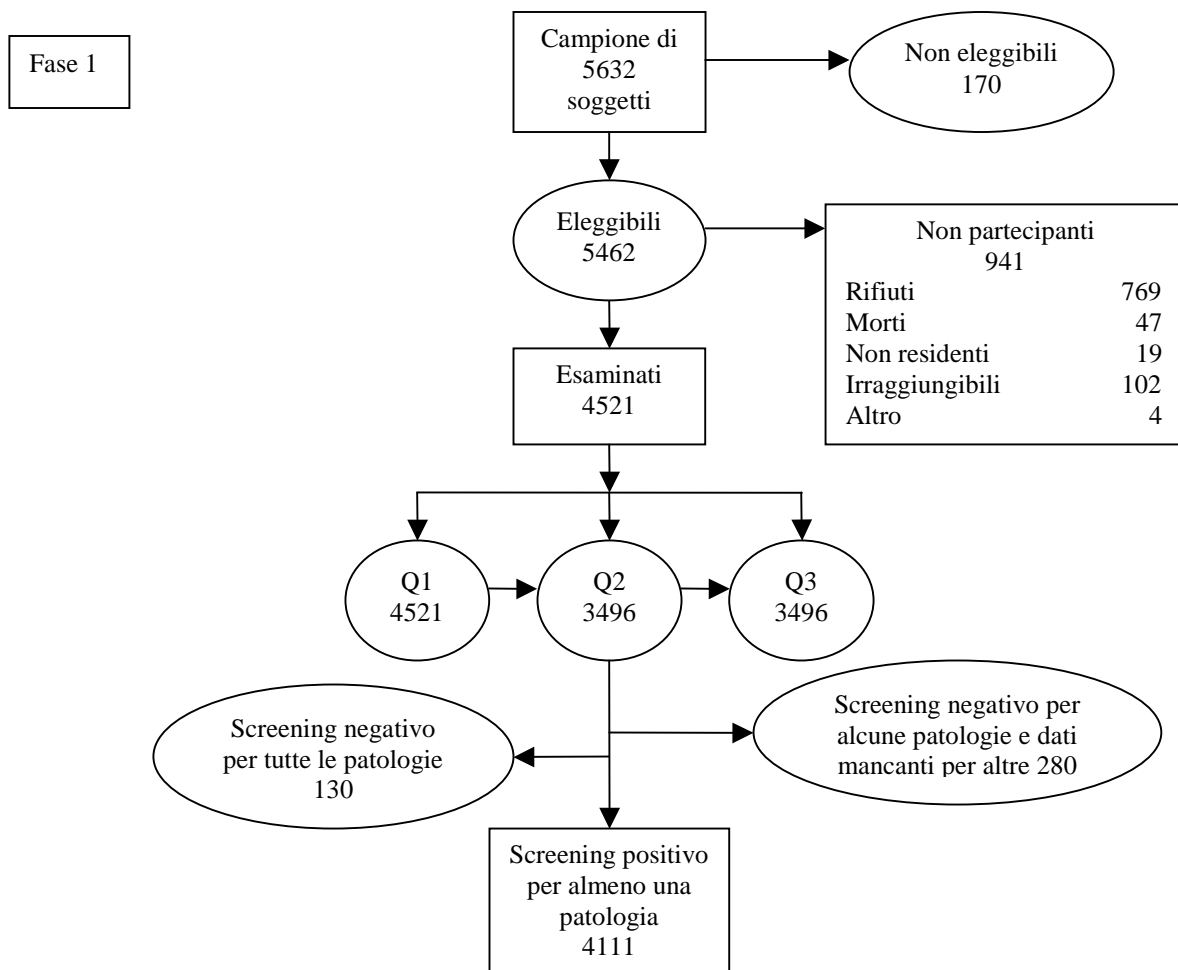 Fase 1
Campione di
5632
soggetti
Non eleggibili
170
Eleggibili
5462
Non partecipanti
941
Rifiuti 769
Morti 47
Non residenti 19
Irraggiungibili 102
Altro 4
Esaminati
4521
Q1
4521
Q2
3496
Q3
3496
Screening negativo
per tutte le patologie
130
Screening negativo per
alcune patologie e dati
mancanti per altre 280
Screening positivo
per almeno una
patologia
4111